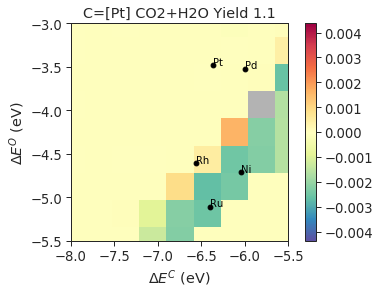 C=[Pt] CO2+H2O Yield 1.1
−3.0
−3.5
−4.0
−4.5
−5.0
−5.5
ΔE^O (eV)
Pt
Pd
Rh
Ni
Ru
−8.0 −7.5 −7.0 −6.5 −6.0 −5.5
ΔE^C (eV)
0.004
0.003
0.002
0.001
0.000
−0.001
−0.002
−0.003
−0.004